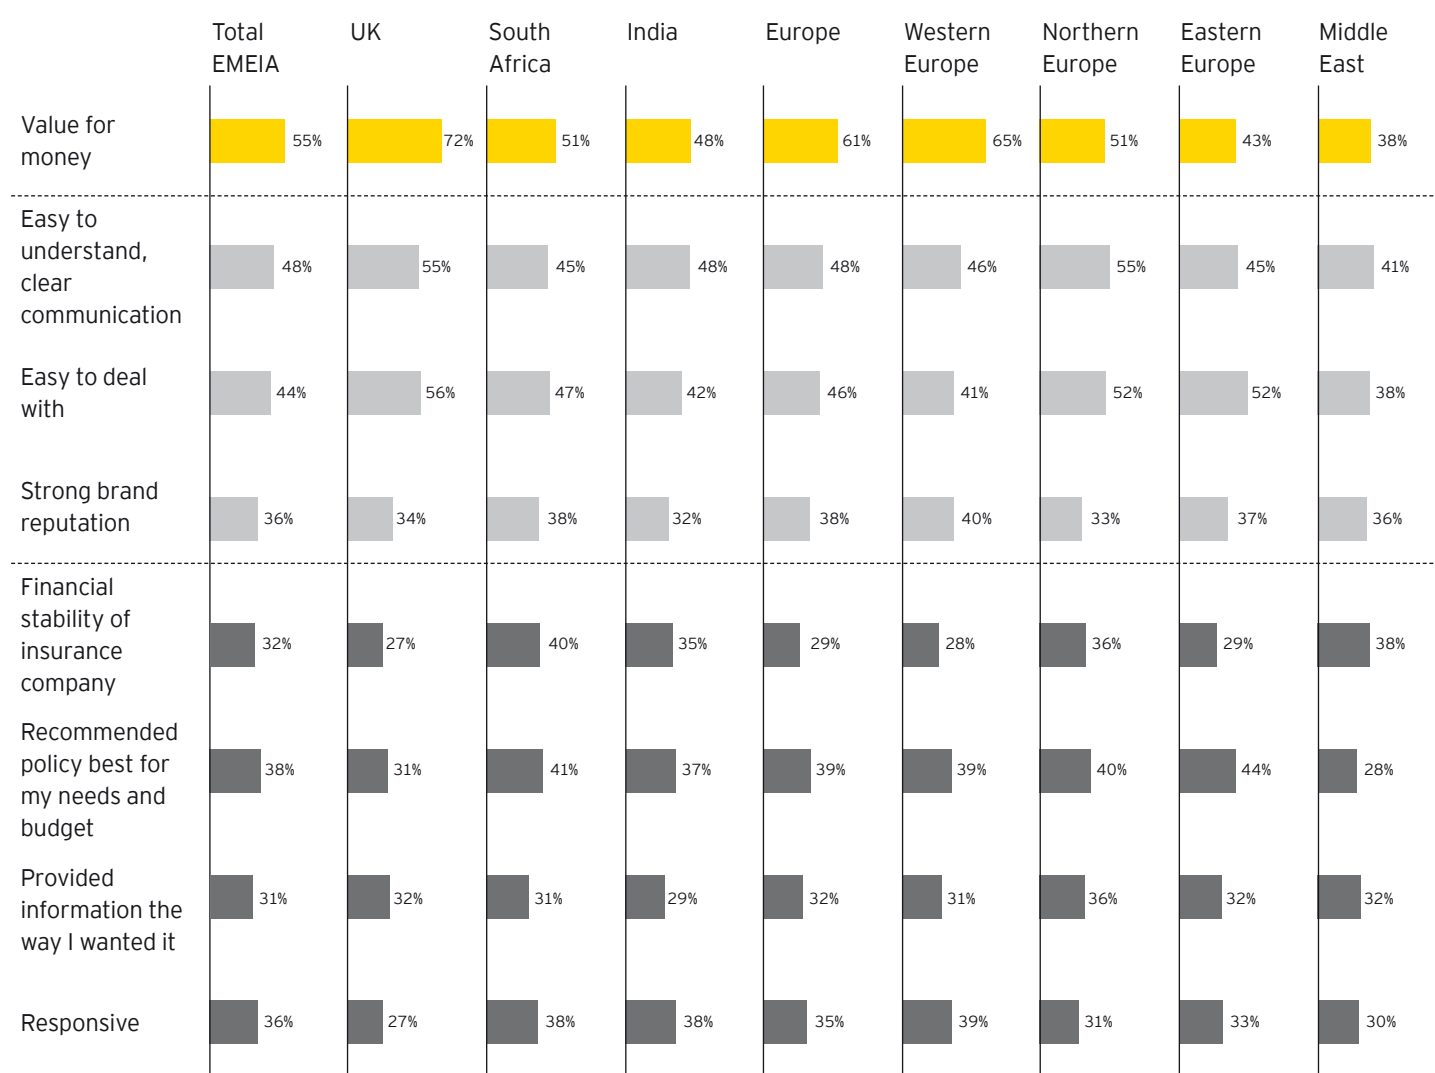 Total UK South India Europe Western Northern Eastern Middle
EMEIA Africa Europe Europe Europe East
Value for
money
55% 72% 51% 48% 61% 65% 51% 43% 38%
Easy to
understand,
clear
communication
48% 55% 45% 48% 48% 46% 55% 45% 41%
Easy to deal
with
44% 56% 47% 42% 46% 41% 52% 52% 38%
Strong brand
reputation
36% 34% 38% 32% 38% 40% 33% 37% 36%
Financial
stability of
insurance
company
32% 27% 40% 35% 29% 28% 36% 29% 38%
Recommended
policy best for
my needs and
budget
38% 31% 41% 37% 39% 39% 40% 44% 28%
Provided
information the
way I wanted it
31% 32% 31% 29% 32% 31% 36% 32% 32%
Responsive 36% 27% 38% 38% 35% 39% 31% 33% 30%